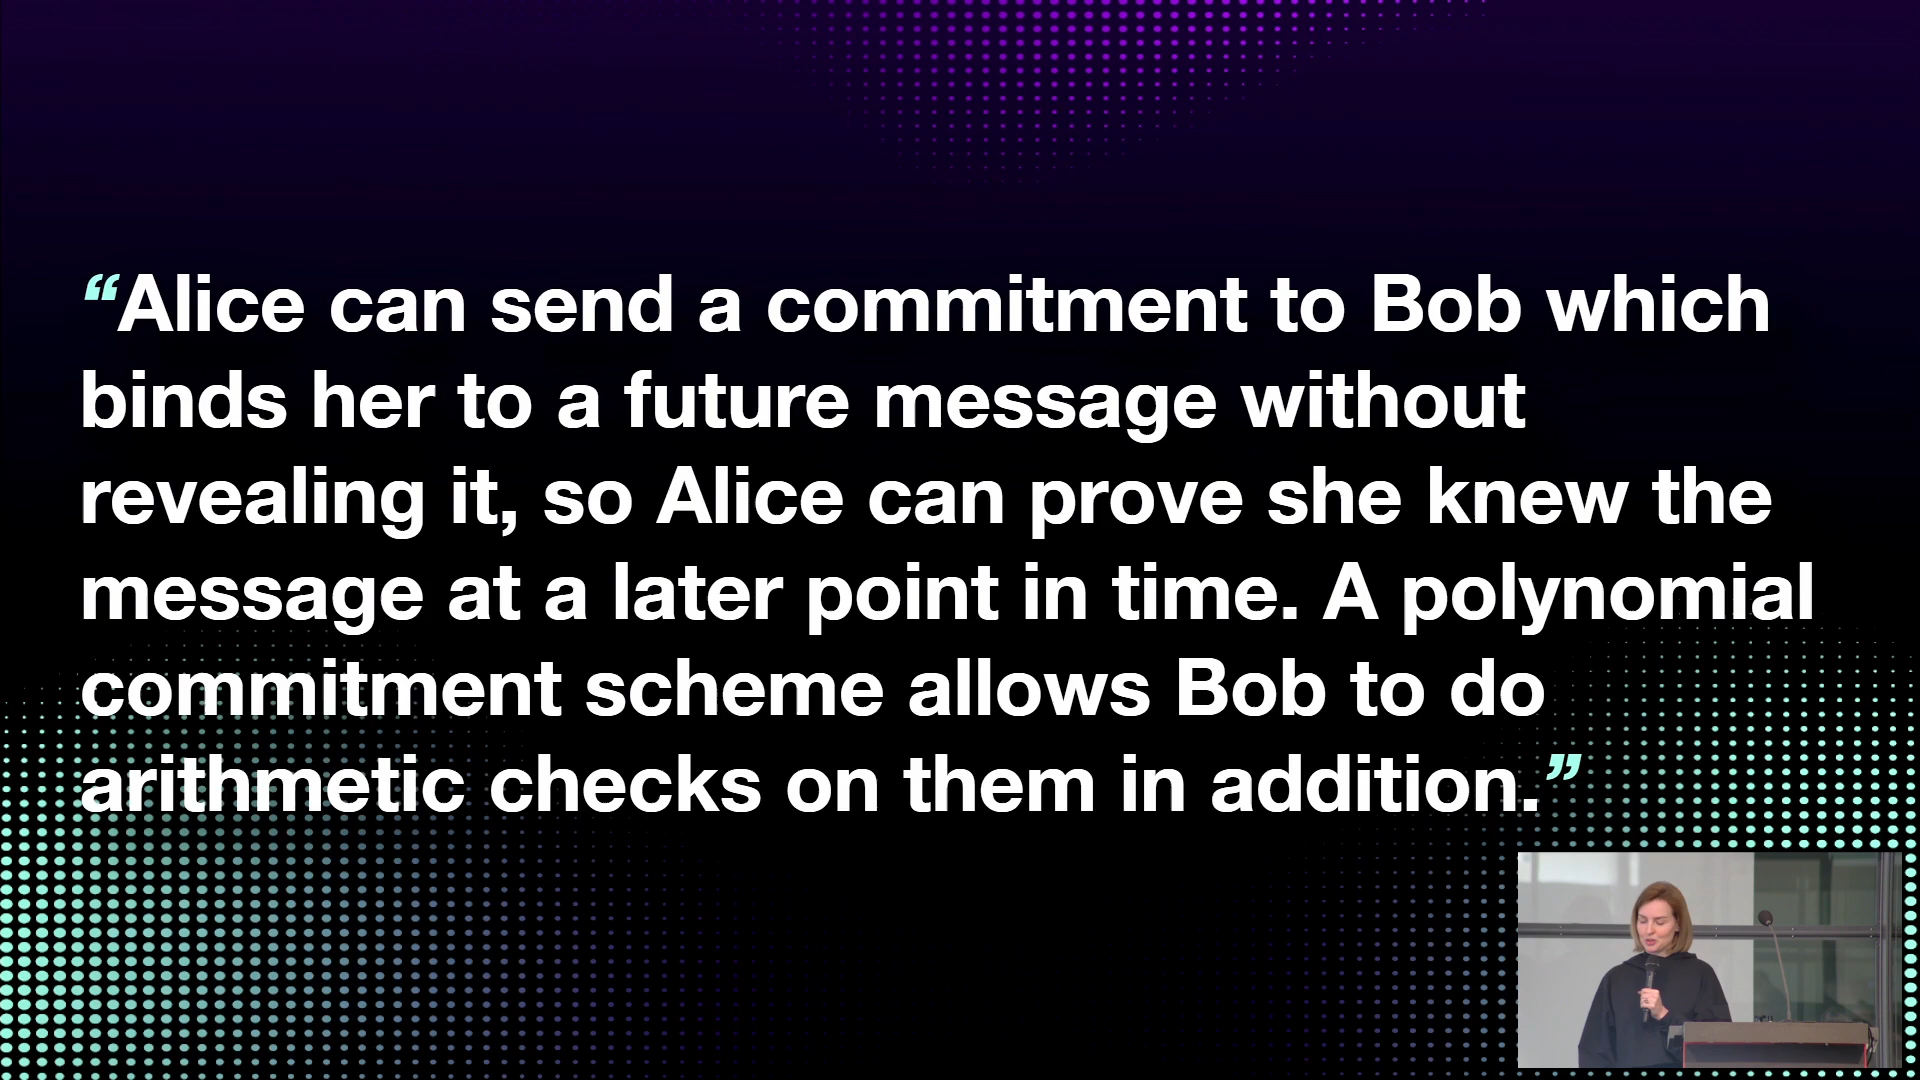 “Alice can send a commitment to Bob which
binds her to a future message without
revealing it, so Alice can prove she knew the
message at a later point in time. A polynomial
commitment scheme allows Bob to do
arithmetic checks on them in addition.”